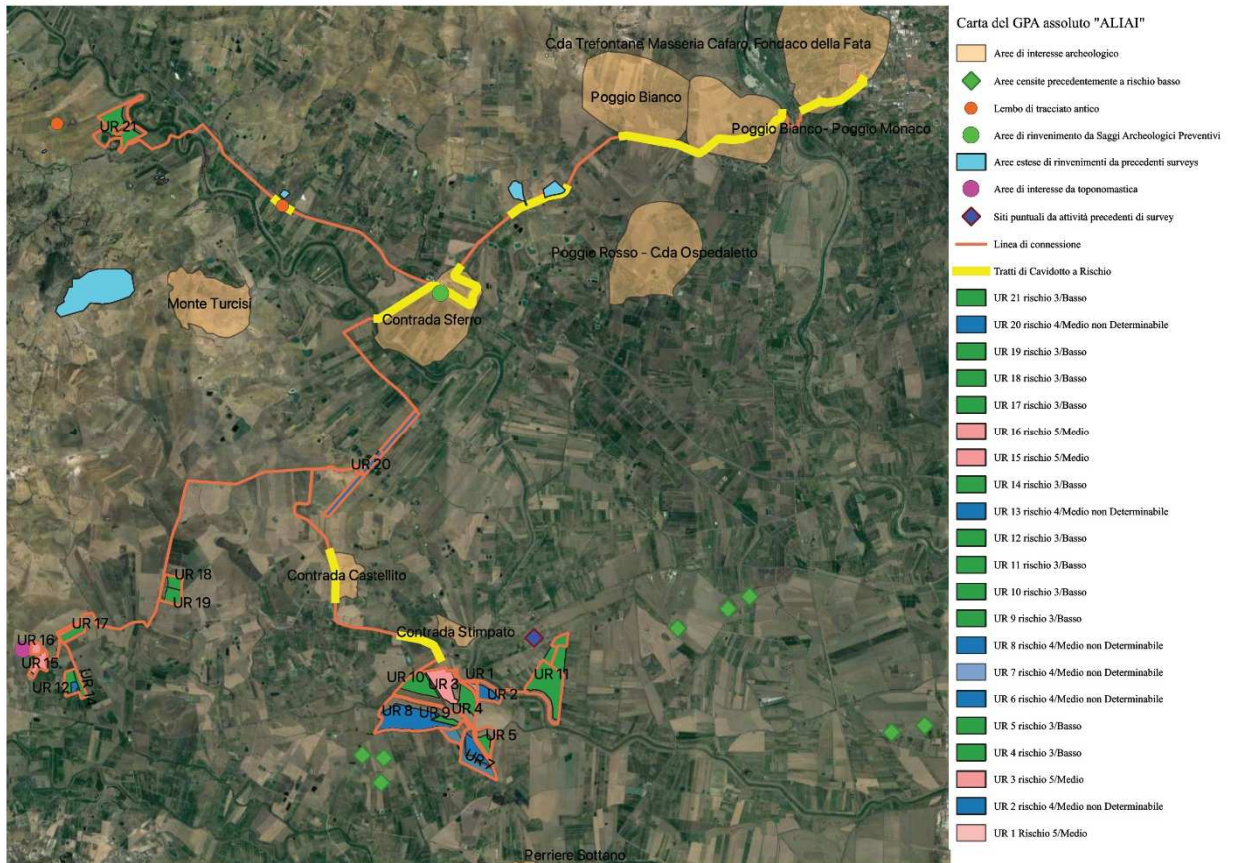 C.da Trefontane, Masseria Cafaro, Fondaco della Fata
Poggio Bianco
UR 21
Poggio Bianco- Poggio Monaco
Poggio Rosso - C.da Ospedaletto
Monte Turcisi
Contrada Sferro
UR 20
Contrada Castellito
UR 18
UR 19
UR 17
UR 16
UR 15
UR 12
UR 14
Contrada Stimpato
UR 10
UR 3
UR 1
UR 2
UR 11
UR 8
UR 9
UR 4
UR 5
UR 7
Perriere Sottano
Carta del GPA assoluto "ALIAI"
Aree di interesse archeologico
Aree censite precedentemente a rischio basso
Lembo di tracciato antico
Aree di rinvenimento da Saggi Archeologici Preventivi
Aree estese di rinvenimenti da precedenti surveys
Aree di interesse da toponomastica
Siti puntuali da attività precedenti di survey
Linea di connessione
Tratti di Cavidotto a Rischio
UR 21 rischio 3/Basso
UR 20 rischio 4/Medio non Determinabile
UR 19 rischio 3/Basso
UR 18 rischio 3/Basso
UR 17 rischio 3/Basso
UR 16 rischio 5/Medio
UR 15 rischio 5/Medio
UR 14 rischio 3/Basso
UR 13 rischio 4/Medio non Determinabile
UR 12 rischio 3/Basso
UR 11 rischio 3/Basso
UR 10 rischio 3/Basso
UR 9 rischio 3/Basso
UR 8 rischio 4/Medio non Determinabile
UR 7 rischio 4/Medio non Determinabile
UR 6 rischio 4/Medio non Determinabile
UR 5 rischio 3/Basso
UR 4 rischio 3/Basso
UR 3 rischio 5/Medio
UR 2 rischio 4/Medio non Determinabile
UR 1 Rischio 5/Medio